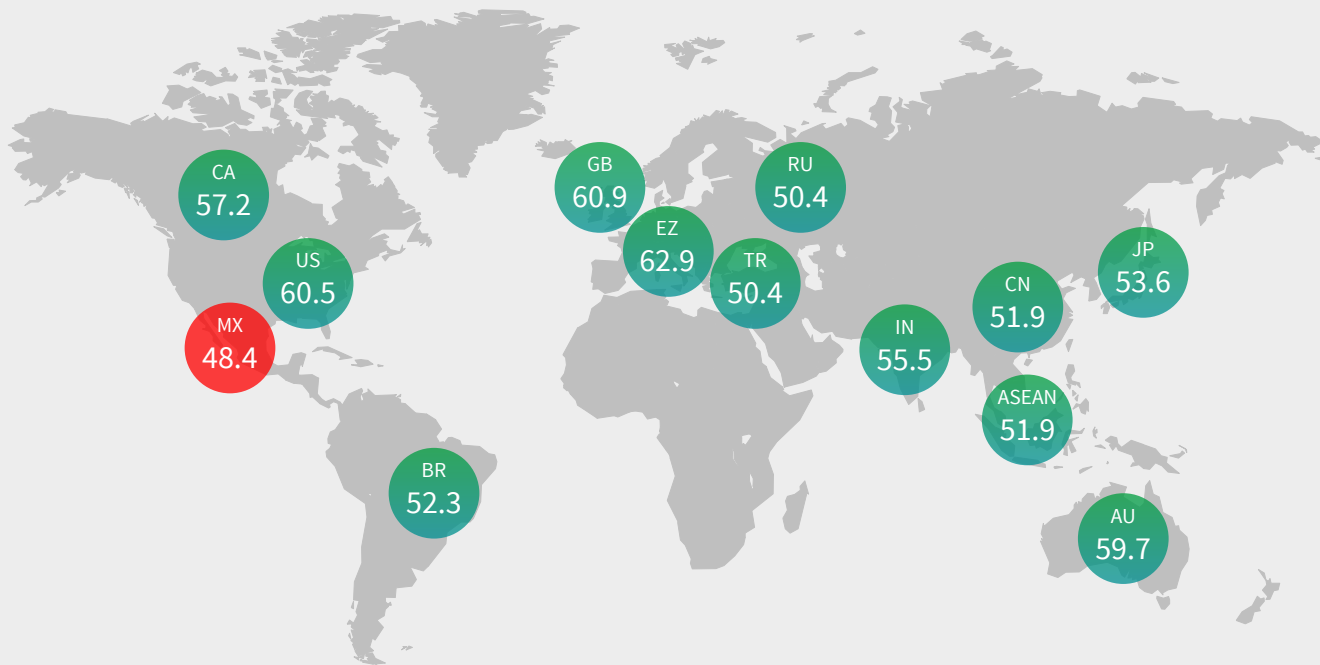 CA
57.2
US
60.5
MX
48.4
BR
52.3
GB
60.9
EZ
62.9
RU
50.4
TR
50.4
IN
55.5
CN
51.9
JP
53.6
ASEAN
51.9
AU
59.7